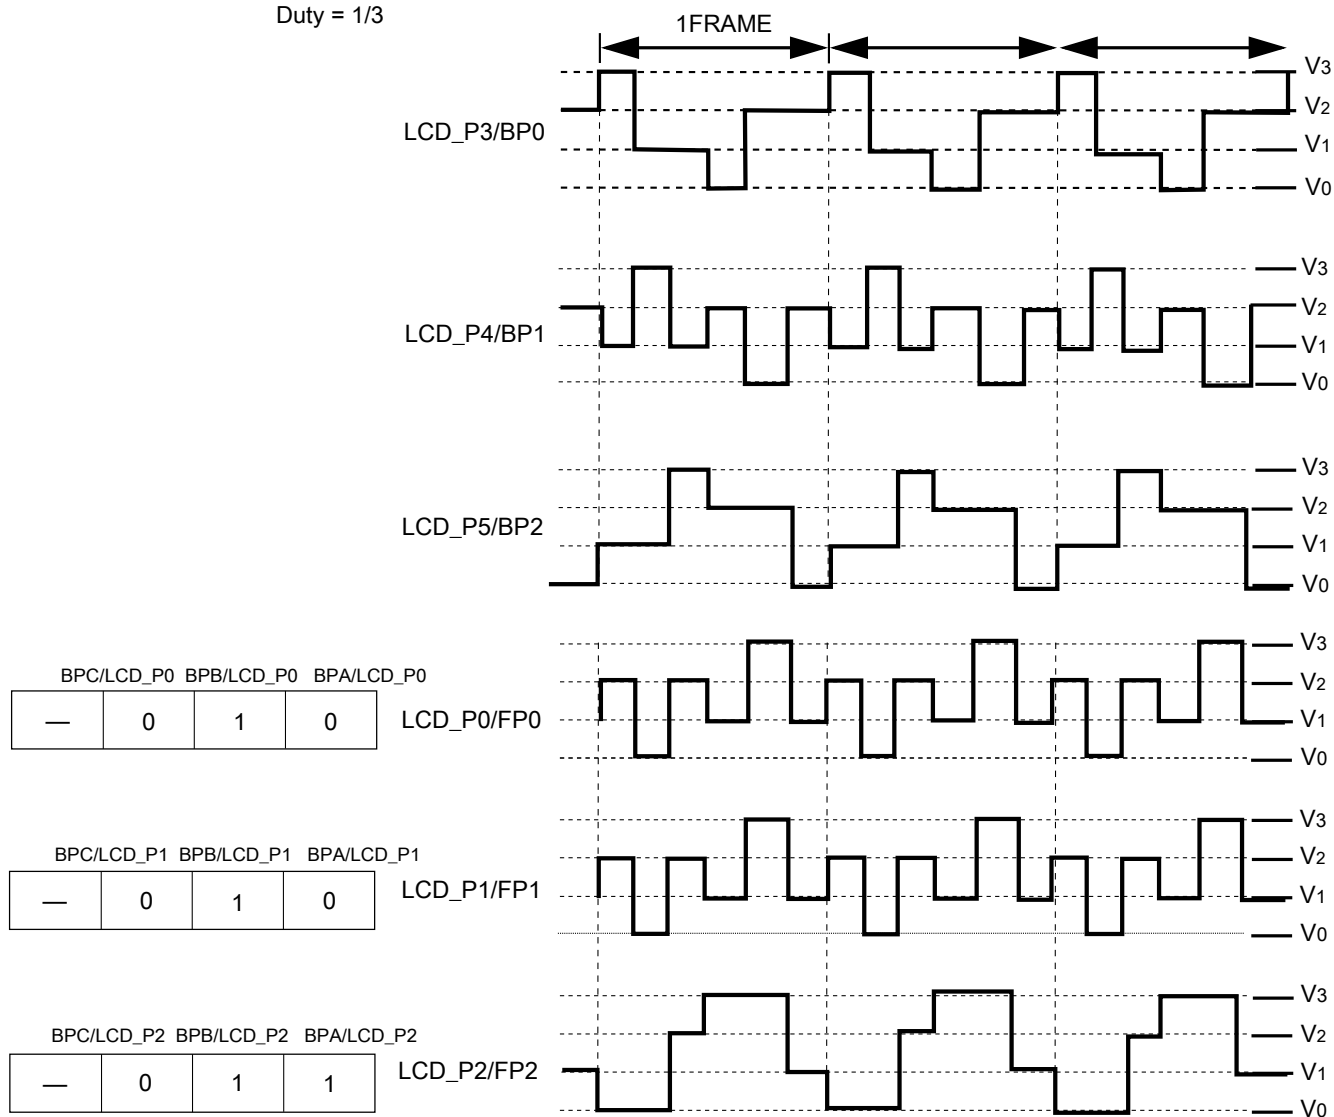 Duty = 1/3
1FRAME
LCD_P3/BP0
V3
V2
V1
V0
LCD_P4/BP1
V3
V2
V1
V0
LCD_P5/BP2
V3
V2
V1
V0
BPC/LCD_P0 BPB/LCD_P0 BPA/LCD_P0
— 0 1 0
LCD_P0/FP0
V3
V2
V1
V0
BPC/LCD_P1 BPB/LCD_P1 BPA/LCD_P1
— 0 1 0
LCD_P1/FP1
V3
V2
V1
V0
BPC/LCD_P2 BPB/LCD_P2 BPA/LCD_P2
— 0 1 1
LCD_P2/FP2
V3
V2
V1
V0